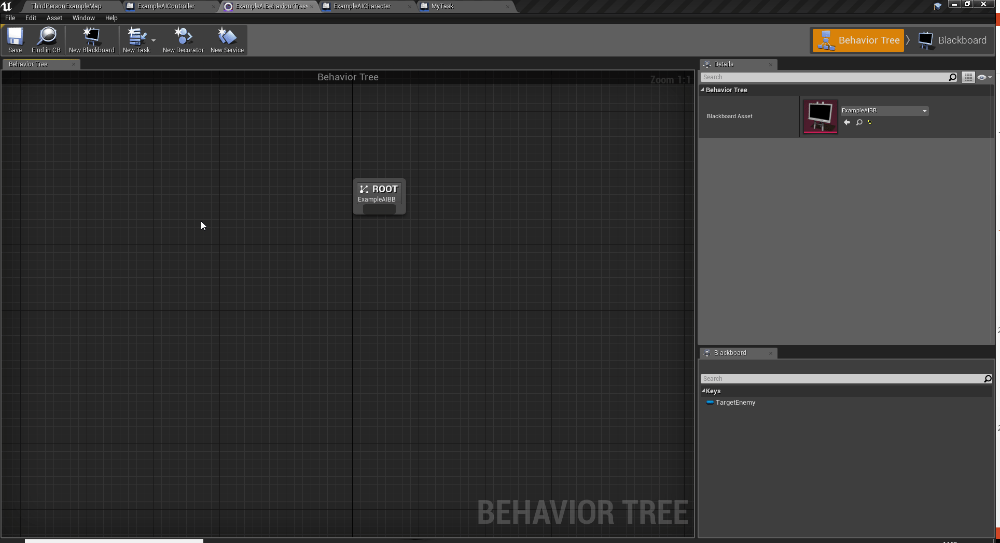 ThirdPersonExampleMap
ExampleAIController
ExampleAIBehaviourTree*
ExampleAICharacter
MyTask
File Edit Asset Window Help
Save
Find in CB
New Blackboard
New Task
New Decorator
New Service
Behavior Tree
Blackboard
Behavior Tree
Behavior Tree
Zoom 1:1
ROOT
ExampleAIBB
BEHAVIOR TREE
Details
Search
Behavior Tree
Blackboard Asset
ExampleAIBB
Blackboard
Search
Keys
TargetEnemy